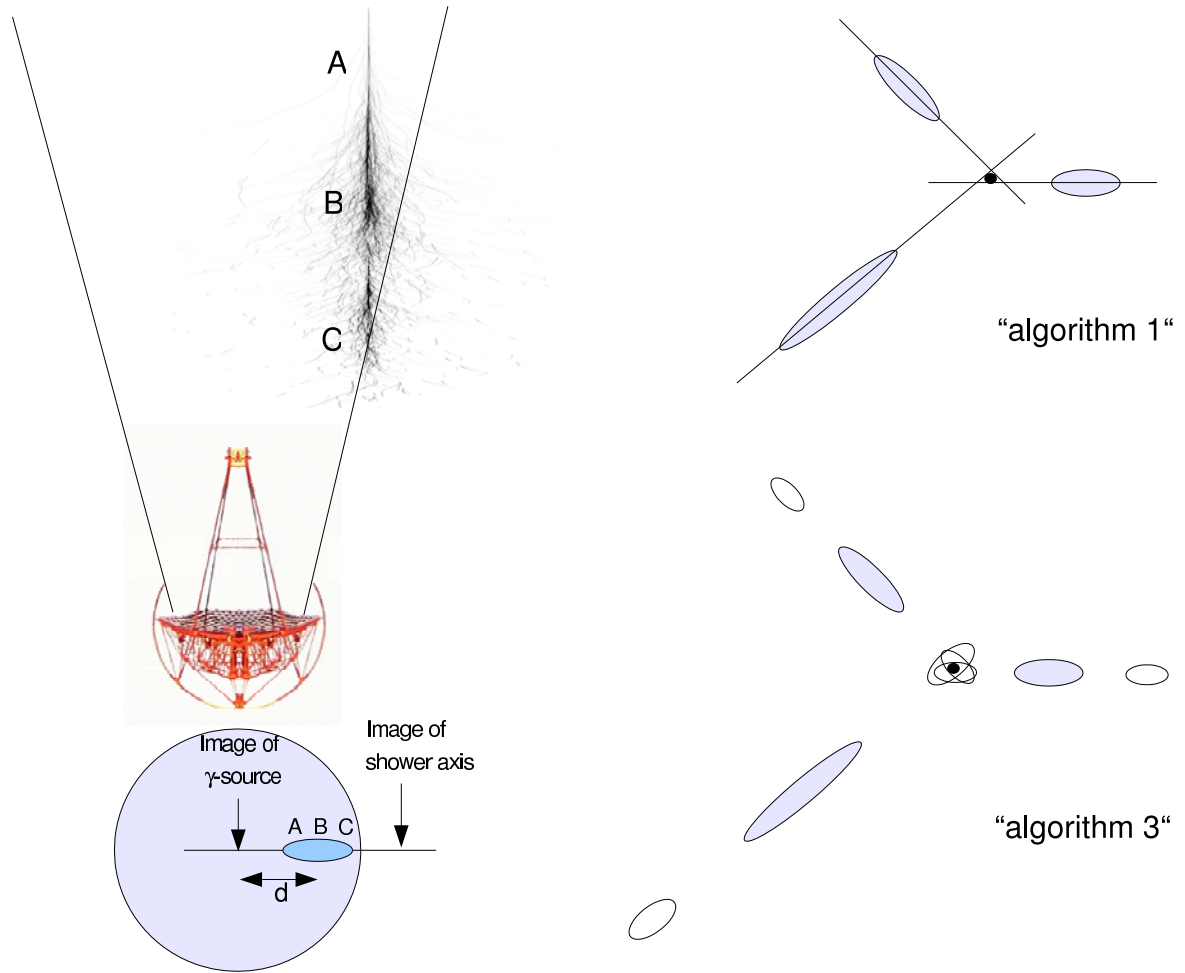 A
B
C
“algorithm 1“
Image of
γ-source
Image of
shower axis
A B C
d
“algorithm 3“